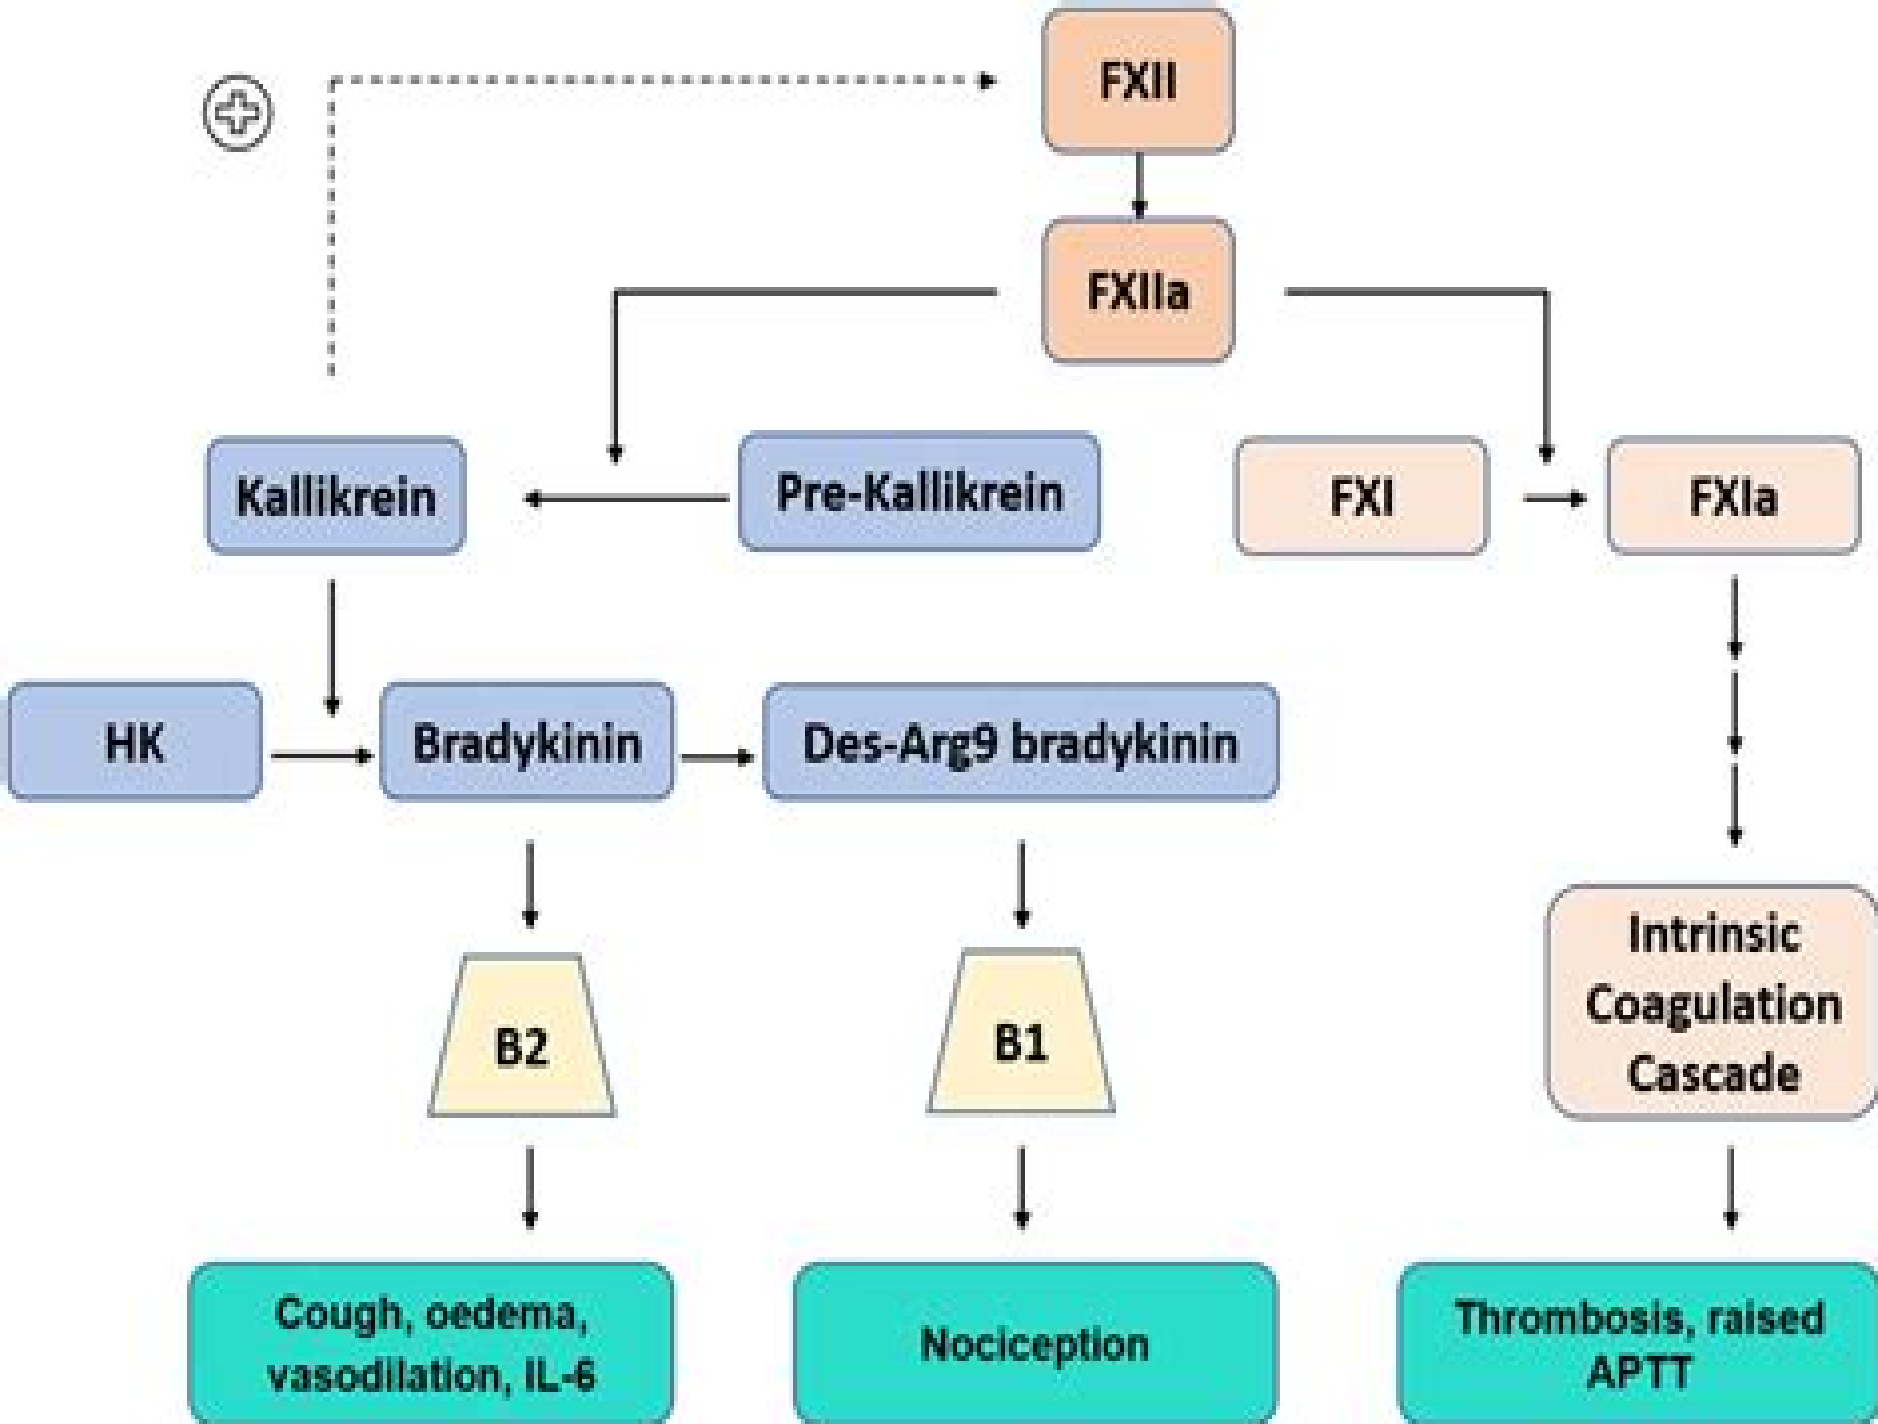 FXII
FXIIa
Kallikrein
Pre-Kallikrein
FXI
FXIa
HK
Bradykinin
Des-Arg9 bradykinin
B2
B1
Intrinsic
Coagulation
Cascade
Cough, oedema,
vasodilation, IL-6
Nociception
Thrombosis, raised
APTT